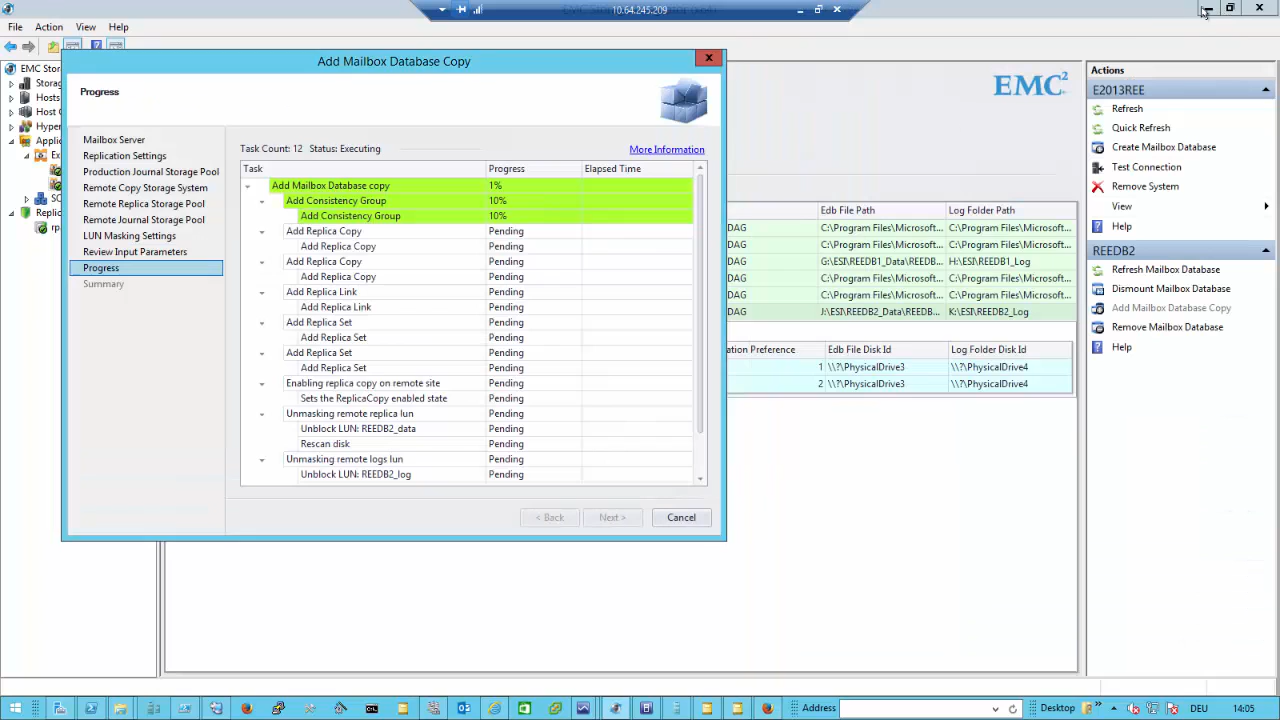 10.64.245.209
File Action View Help
EMC Stor
Storag
Hosts
Host C
Hyper
Appli
Ex
SC
Replic
rp
Add Mailbox Database Copy
Progress
Mailbox Server
Replication Settings
Production Journal Storage Pool
Remote Copy Storage System
Remote Replica Storage Pool
Remote Journal Storage Pool
LUN Masking Settings
Review Input Parameters
Progress
Summary
Task Count: 12 Status: Executing
More Information
Task Progress Elapsed Time
Add Mailbox Database copy 1%
Add Consistency Group 10%
Add Consistency Group 10%
Add Replica Copy Pending
Add Replica Copy Pending
Add Replica Copy Pending
Add Replica Copy Pending
Add Replica Link Pending
Add Replica Link Pending
Add Replica Set Pending
Add Replica Set Pending
Add Replica Set Pending
Add Replica Set Pending
Enabling replica copy on remote site Pending
Sets the ReplicaCopy enabled state Pending
Unmasking remote replica lun Pending
Unblock LUN: REEDB2_data Pending
Rescan disk Pending
Unmasking remote logs lun Pending
Unblock LUN: REEDB2_log Pending
< Back Next > Cancel
EMC²
Edb File Path Log Folder Path
DAG C:\Program Files\Microsoft... C:\Program Files\Microsoft...
DAG C:\Program Files\Microsoft... C:\Program Files\Microsoft...
DAG G:\ESI\REEDB1_Data\REEDB... H:\ESI\REEDB1_Log
DAG C:\Program Files\Microsoft... C:\Program Files\Microsoft...
DAG C:\Program Files\Microsoft... C:\Program Files\Microsoft...
DAG J:\ESI\REEDB2_Data\REEDB... K:\ESI\REEDB2_Log
ation Preference Edb File Disk Id Log Folder Disk Id
1 \\?\PhysicalDrive3 \\?\PhysicalDrive4
2 \\?\PhysicalDrive3 \\?\PhysicalDrive4
Actions
E2013REE
Refresh
Quick Refresh
Create Mailbox Database
Test Connection
Remove System
View
Help
REEDB2
Refresh Mailbox Database
Dismount Mailbox Database
Add Mailbox Database Copy
Remove Mailbox Database
Help
Address Desktop DEU 14:05